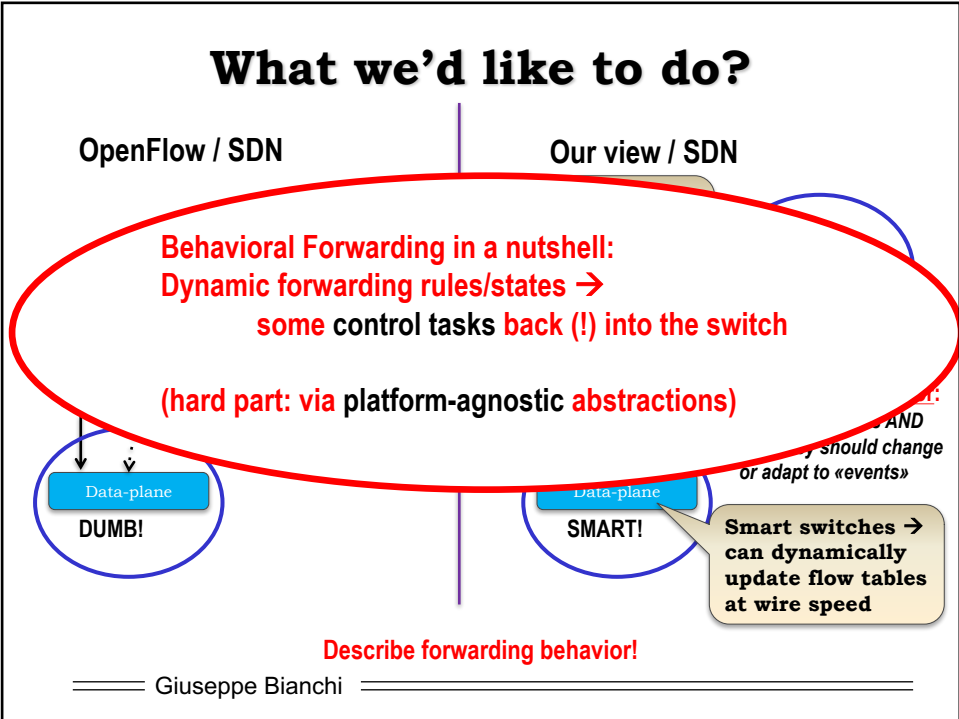 What we’d like to do?
OpenFlow / SDN
Our view / SDN
Behavioral Forwarding in a nutshell:
Dynamic forwarding rules/states →
some control tasks back (!) into the switch
(hard part: via platform-agnostic abstractions)
AND
should change
or adapt to «events»
Data-plane
DUMB!
Data-plane
SMART!
Smart switches →
can dynamically
update flow tables
at wire speed
Describe forwarding behavior!
Giuseppe Bianchi